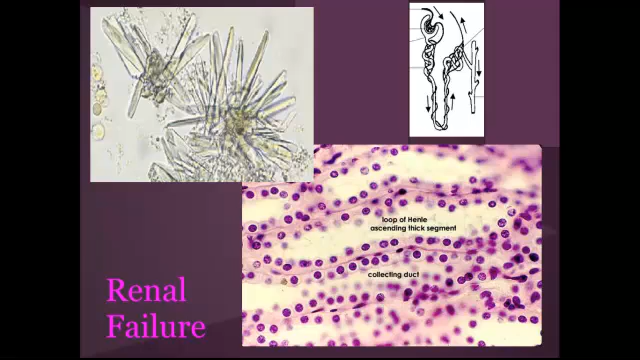 loop of Henle
ascending thick segment
collecting duct
Renal
Failure